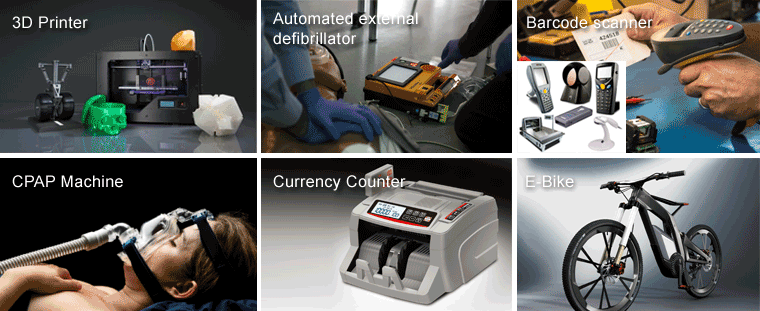 3D Printer
Automated external
defibrillator
Barcode scanner
CPAP Machine
Currency Counter
E-Bike